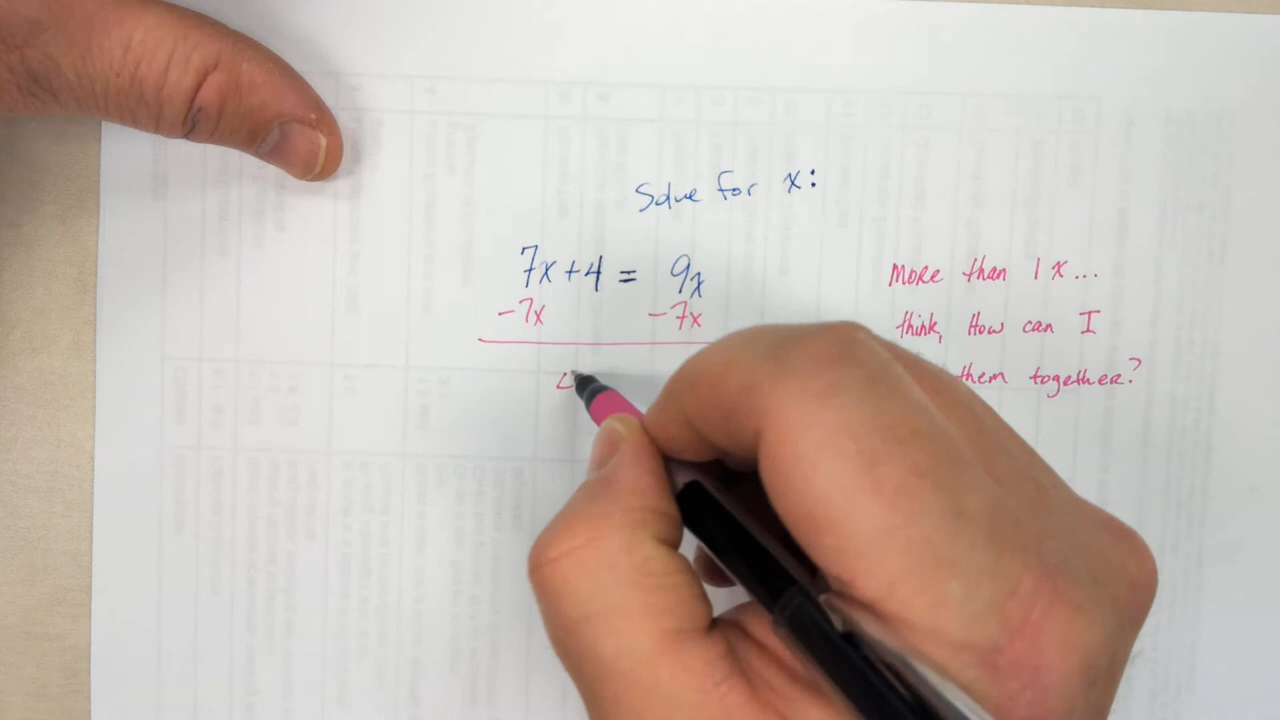 Solve for x:
7x+4 = 9x
-7x -7x
More than 1 x...
think, How can I
them together?